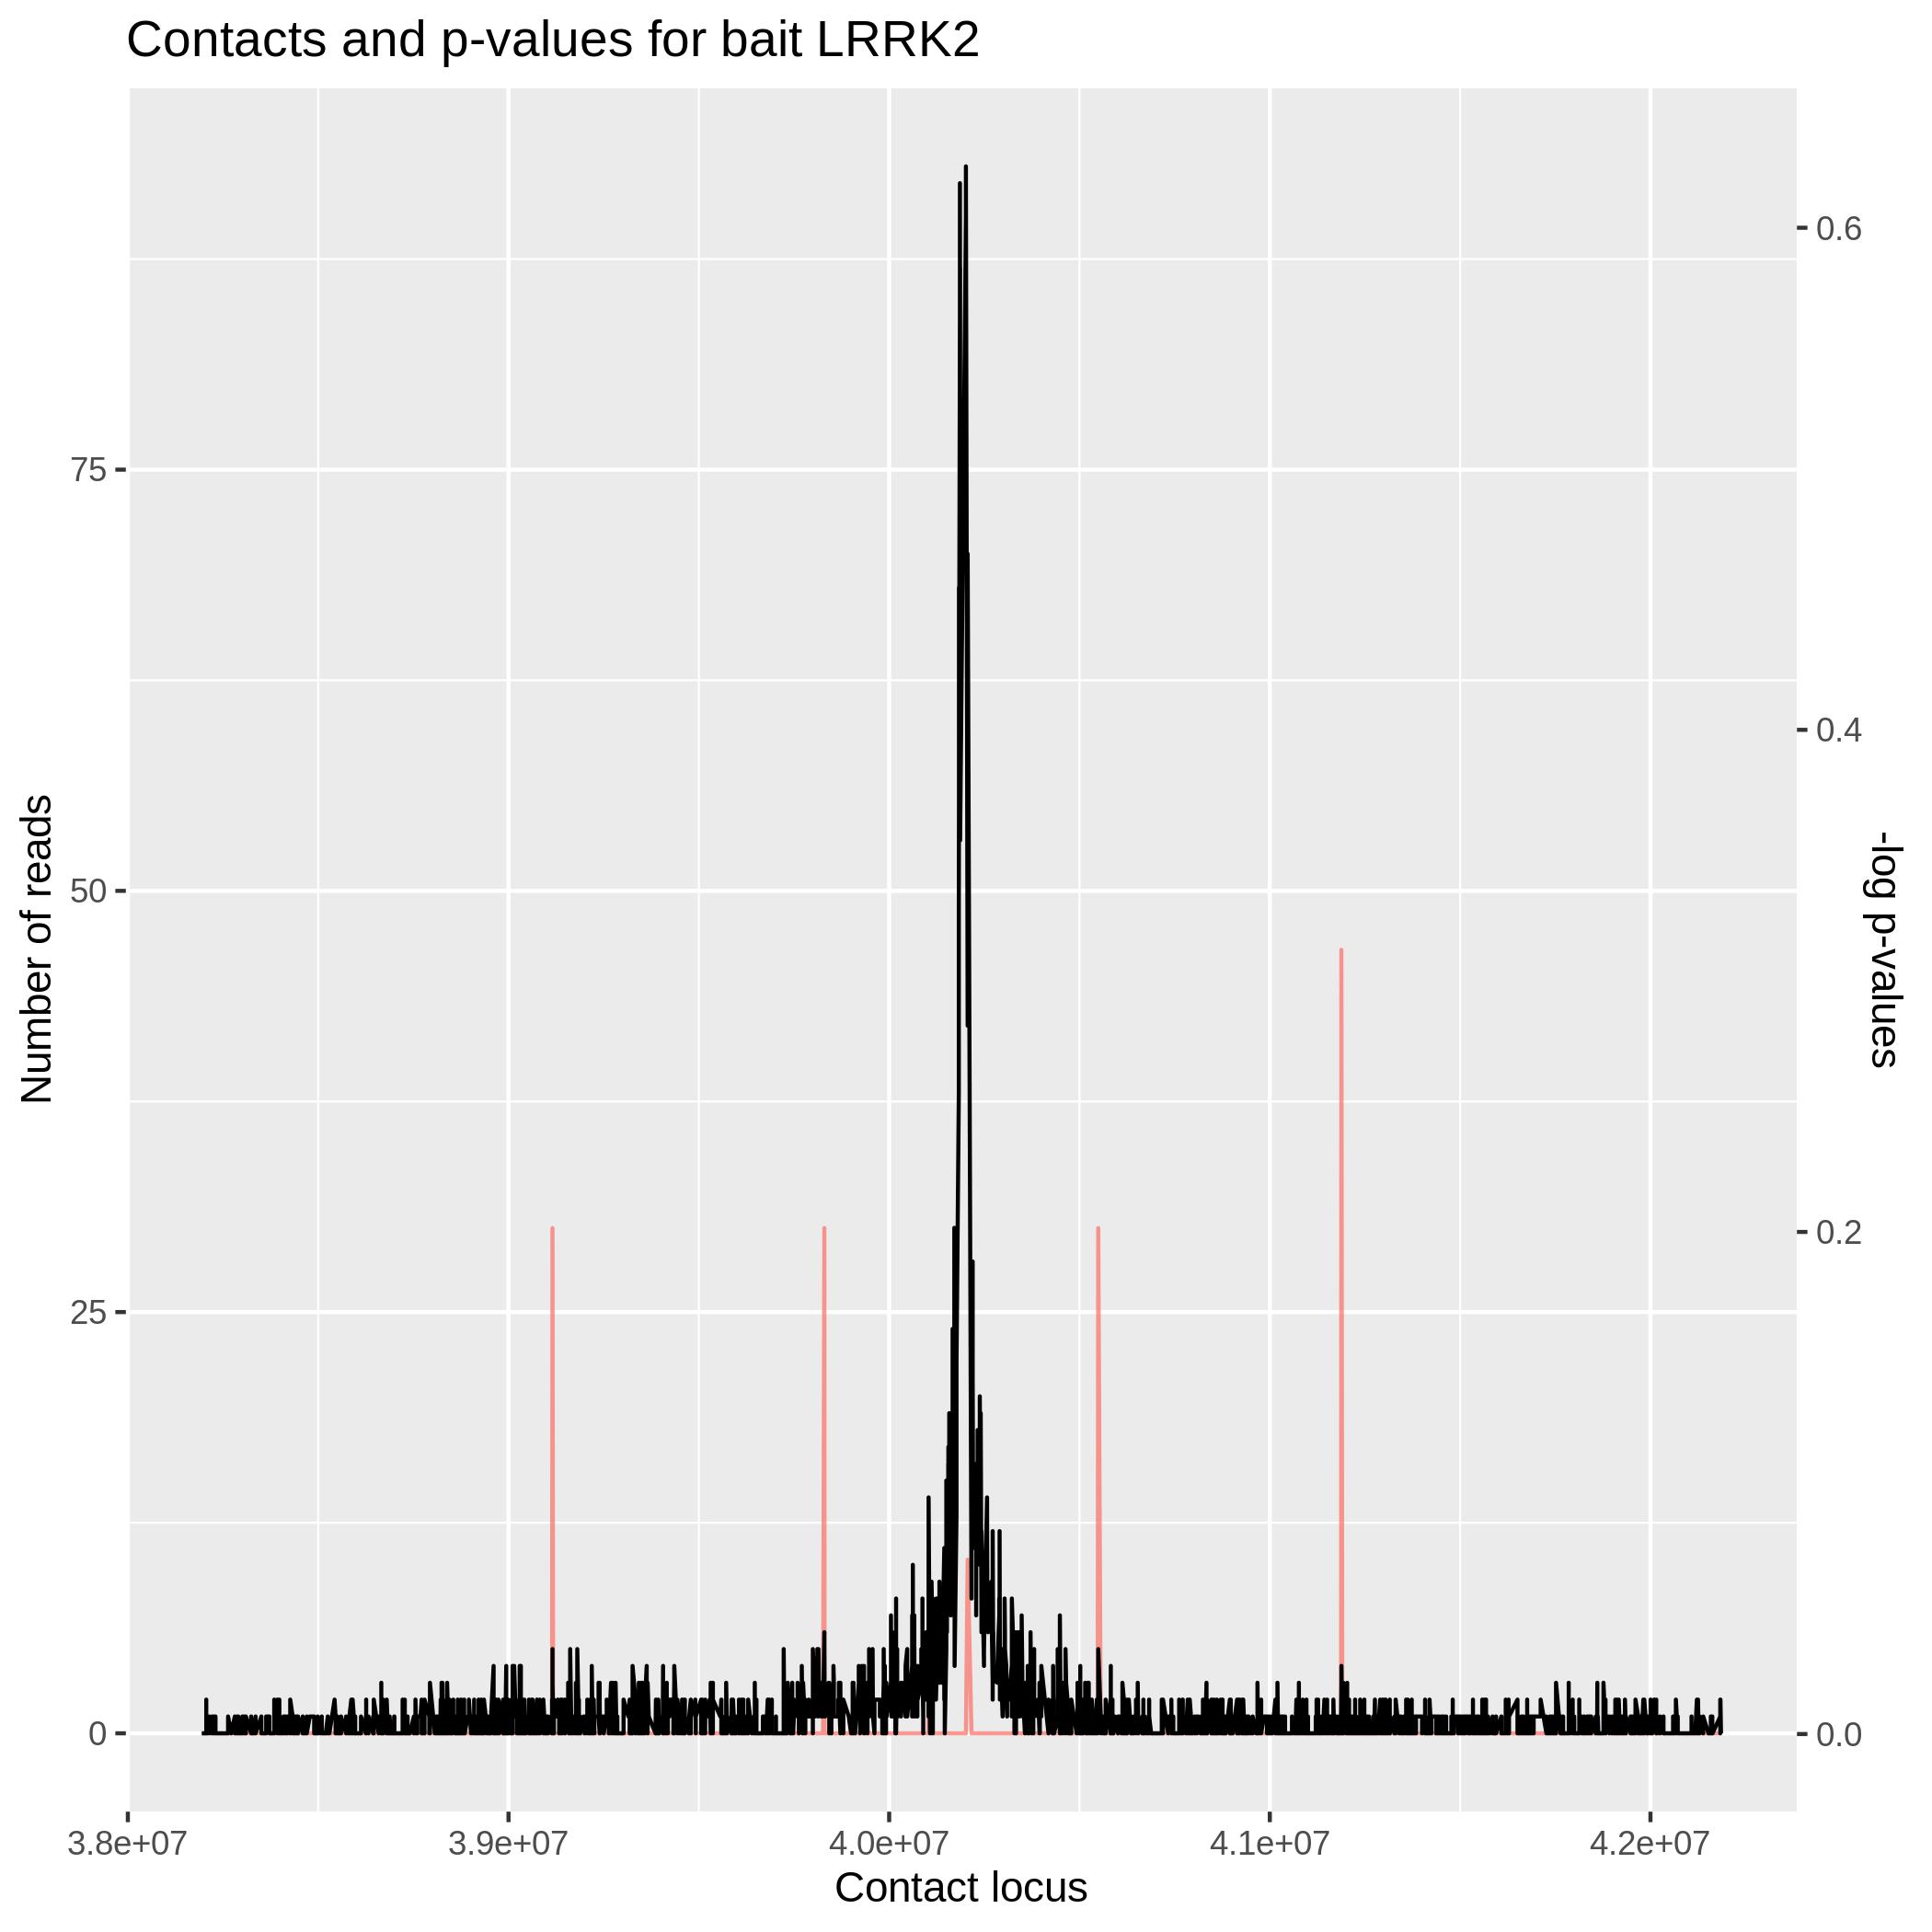 Contacts and p-values for bait LRRK2
0.6
75
0.4
Number of reads
-log p-values
50
0.2
25
0
0.0
3.8e+07 3.9e+07 4.0e+07 4.1e+07 4.2e+07
Contact locus